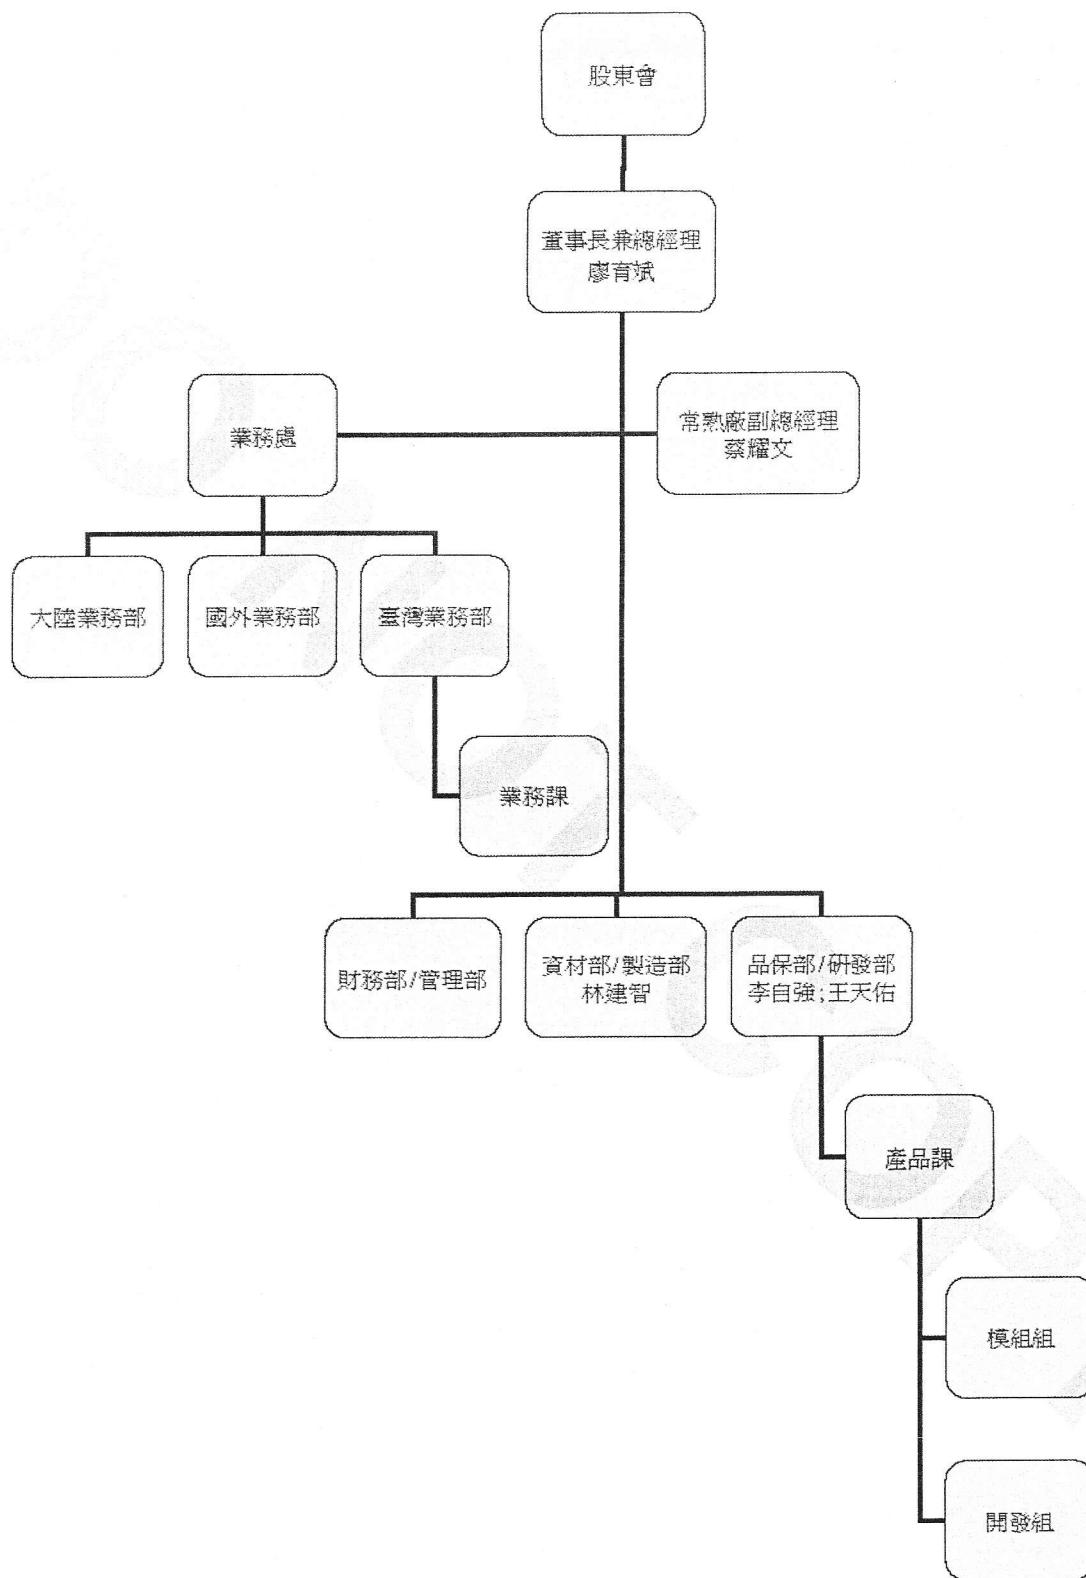 股東會
董事長兼總經理
廖育斌
業務處
常熟廠副總經理
蔡耀文
大陸業務部
國外業務部
臺灣業務部
業務課
財務部/管理部
資材部/製造部
林建智
品保部/研發部
李自強;王天佑
產品課
模組組
開發組